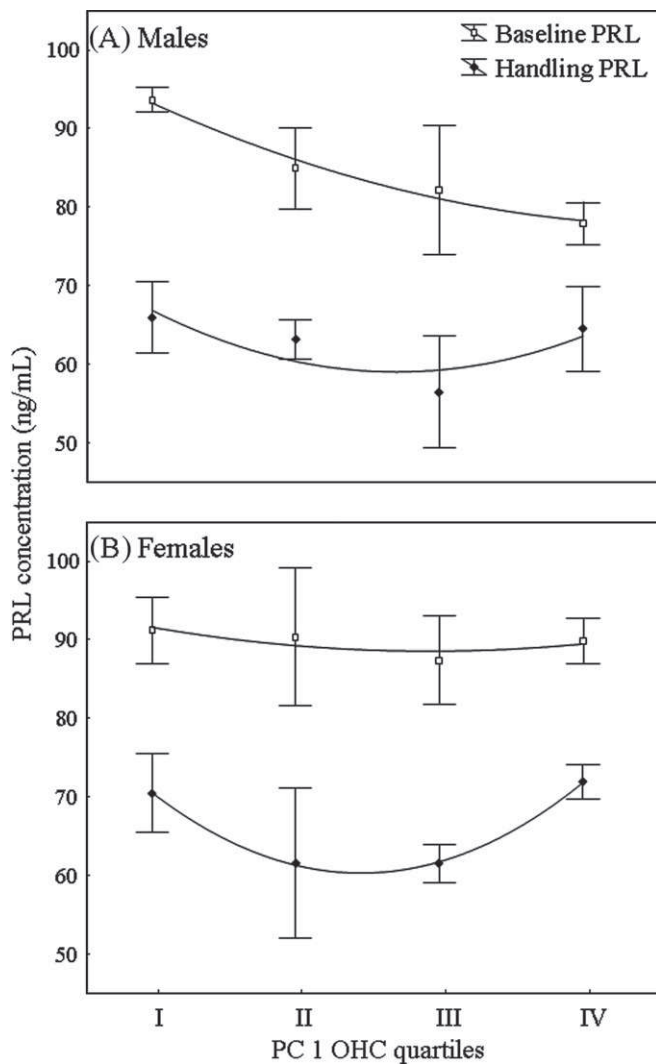 (A) Males
Baseline PRL
Handling PRL
100
90
80
70
60
50
PRL concentration (ng/mL)
(B) Females
100
90
80
70
60
50
I II III IV
PC 1 OHC quartiles